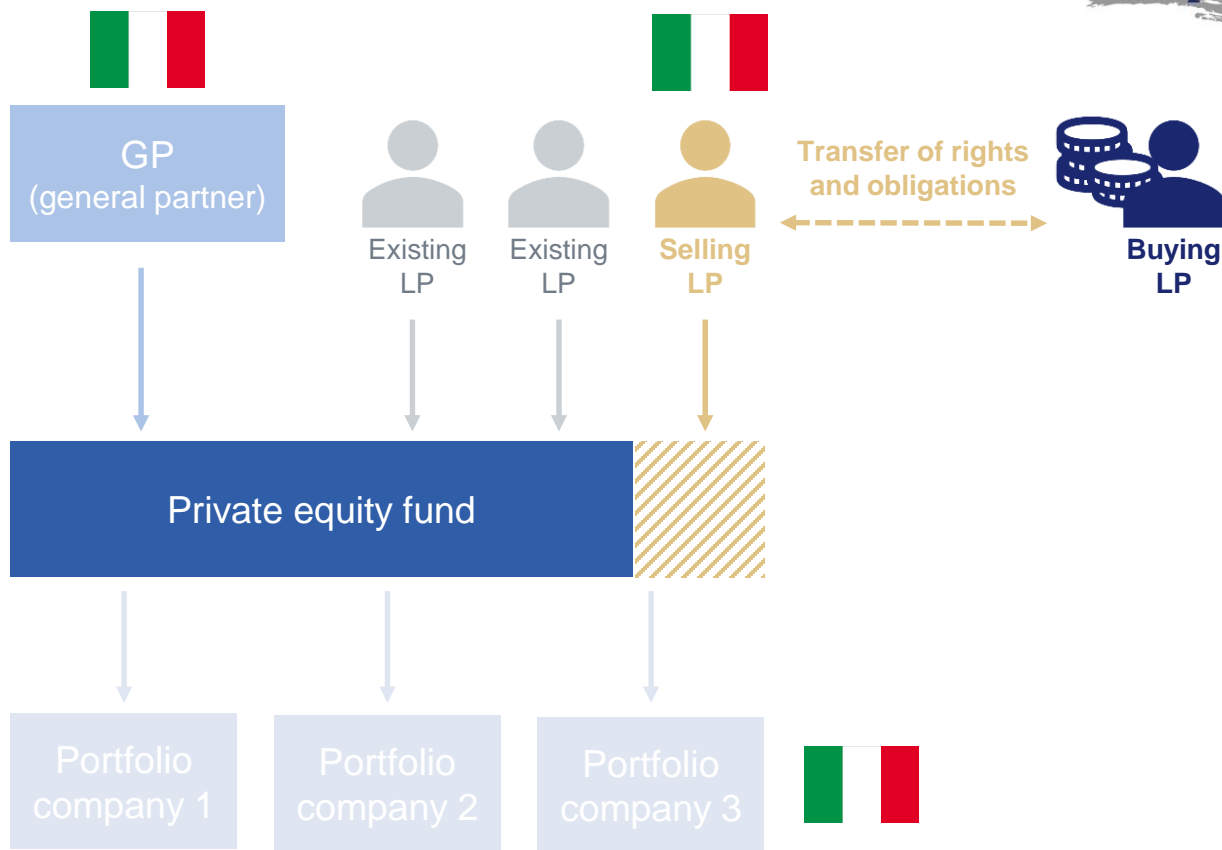 GP
(general partner)
Existing
LP
Existing
LP
Selling
LP
Transfer of rights
and obligations
Buying
LP
Private equity fund
Portfolio
company 1
Portfolio
company 2
Portfolio
company 3